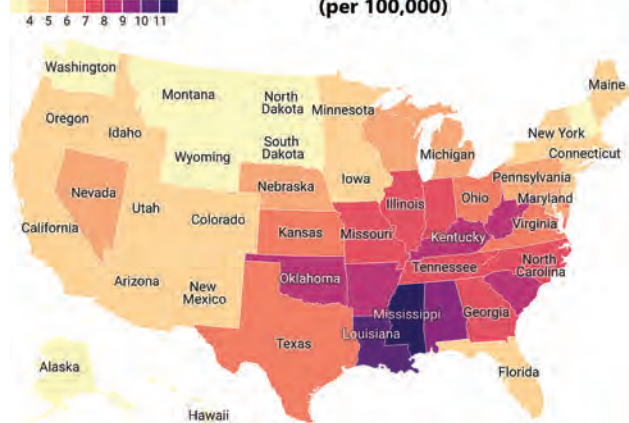 (per 100,000)
4 5 6 7 8 9 10 11
Washington
Montana
North
Dakota
Minnesota
Maine
Oregon
Idaho
South
Dakota
Wyoming
Michigan
New York
Connecticut
Nevada
Nebraska
Iowa
Pennsylvania
Utah
Illinois
Ohio
Maryland
California
Colorado
Kansas
Missouri
Kentucky
Virginia
Arizona
New
Mexico
Oklahoma
Tennessee
North
Carolina
Mississippi
Georgia
Louisiana
Texas
Alaska
Florida
Hawaii